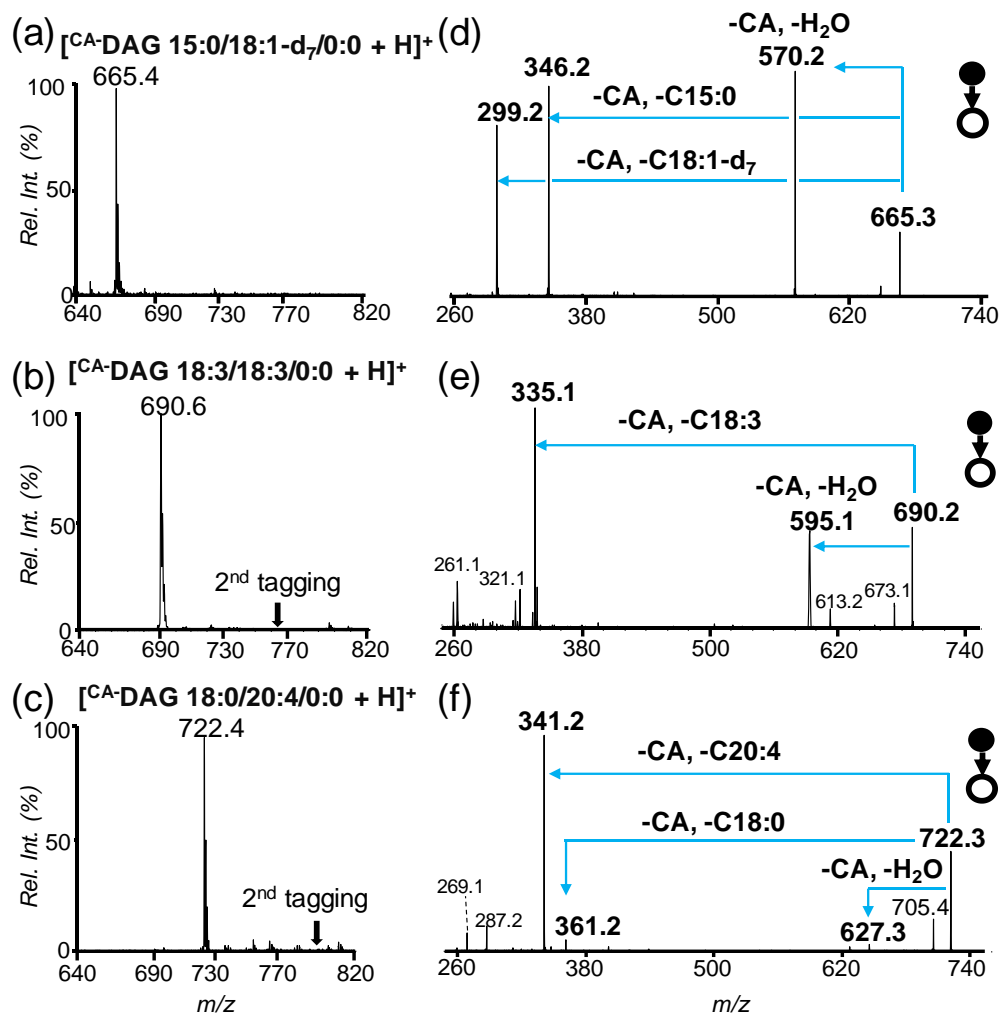 (a)
[CA-DAG 15:0/18:1-d7/0:0 + H]+
665.4
100
50
0
Rel. Int. (%)
640 690 730 770 820
(d)
-CA, -H2O
570.2
346.2
-CA, -C15:0
299.2
-CA, -C18:1-d7
665.3
260 380 500 620 740
(b)
[CA-DAG 18:3/18:3/0:0 + H]+
690.6
100
50
0
Rel. Int. (%)
2nd tagging
640 690 730 770 820
(e)
335.1
-CA, -C18:3
-CA, -H2O
595.1
690.2
261.1
321.1
673.1
613.2
260 380 500 620 740
(c)
[CA-DAG 18:0/20:4/0:0 + H]+
722.4
100
50
0
Rel. Int. (%)
2nd tagging
640 690 730 770 820
m/z
(f)
341.2
-CA, -C20:4
-CA, -C18:0
722.3
-CA, -H2O
269.1
287.2
361.2
627.3
705.4
260 380 500 620 740
m/z